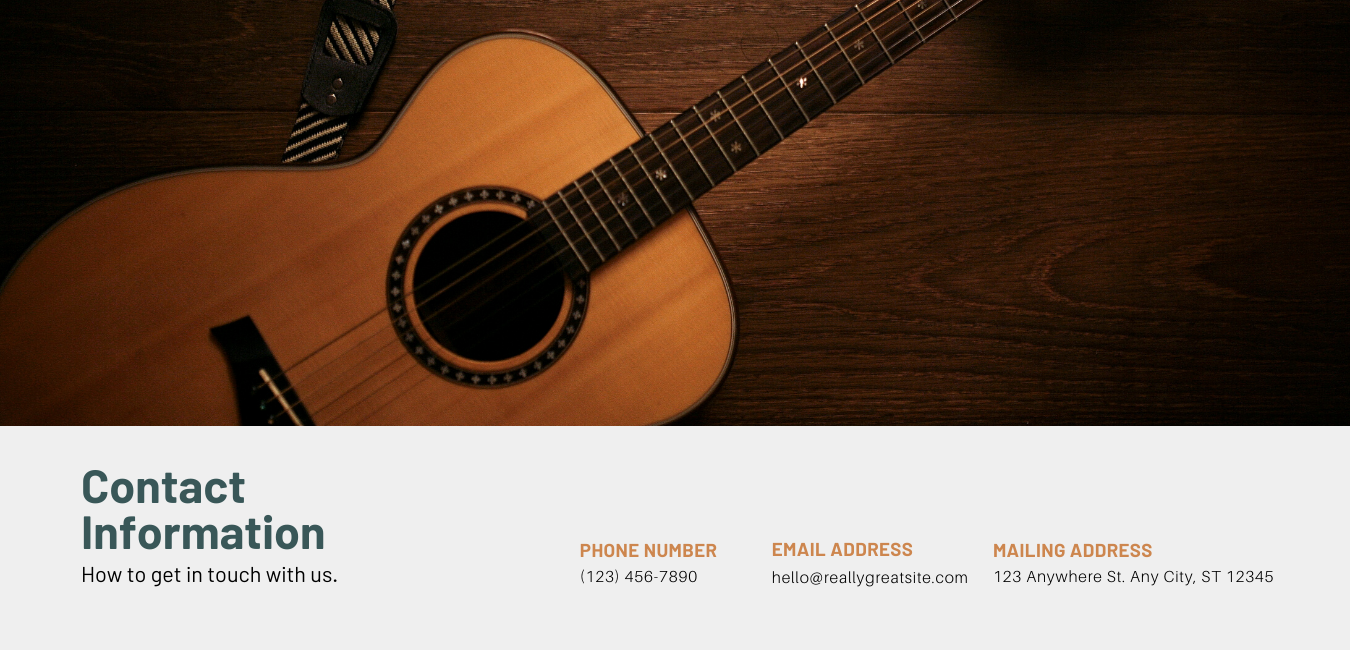 Contact
Information
How to get in touch with us.
PHONE NUMBER
(123) 456-7890
EMAIL ADDRESS
hello@reallygreatsite.com
MAILING ADDRESS
123 Anywhere St. Any City, ST 12345